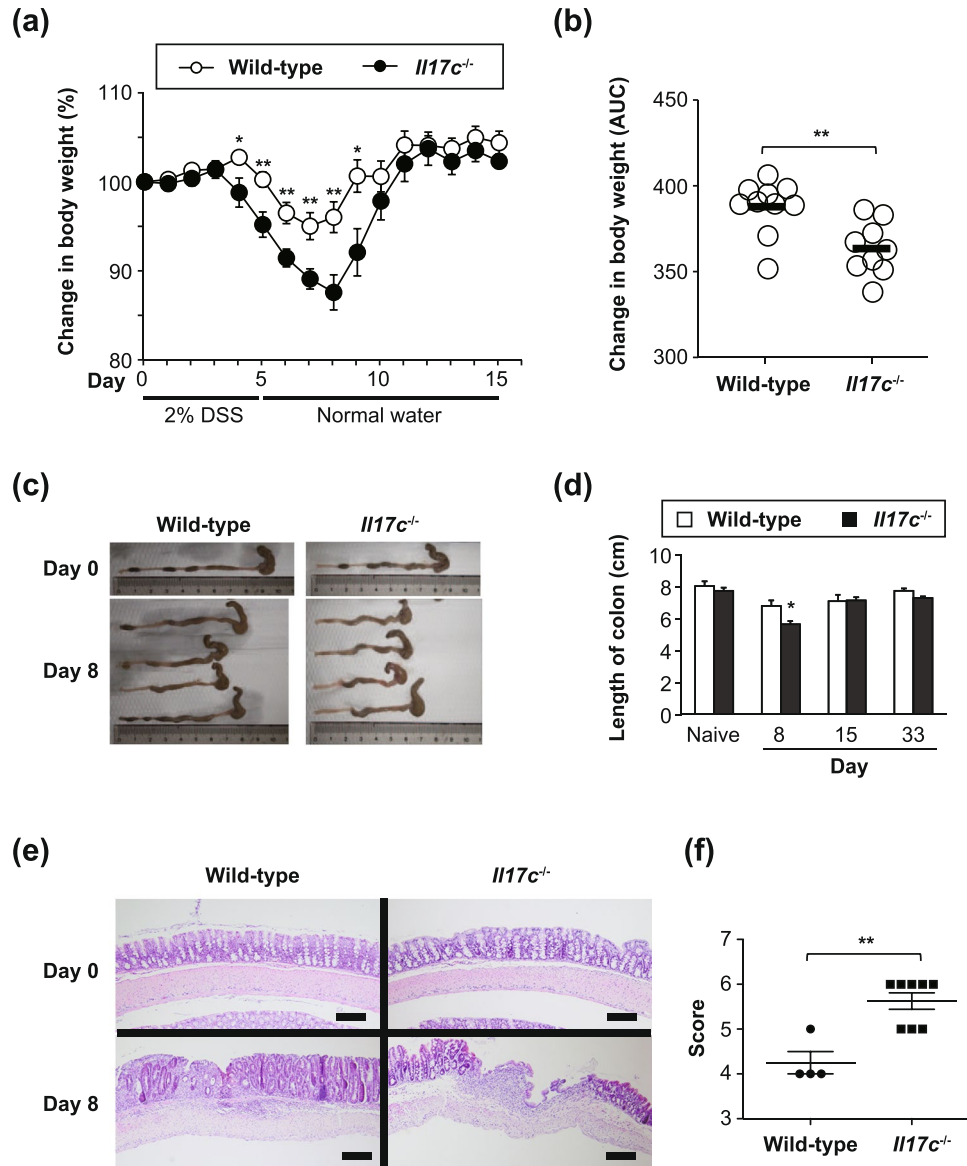 (a)
Wild-type Il17c-/-
Change in body weight (%)
110
100
90
80
* ** ** ** ** *
Day 0 5 10 15
2% DSS Normal water
(b)
Change in body weight (AUC)
450
400
350
300
**
Wild-type Il17c-/-
(c)
Wild-type Il17c-/-
Day 0
Day 8
(d)
Wild-type Il17c-/-
Length of colon (cm)
10
8
6
4
2
0
*
Naive 8 15 33
Day
(e)
Wild-type Il17c-/-
Day 0
Day 8
(f)
Score
7
6
5
4
3
**
Wild-type Il17c-/-